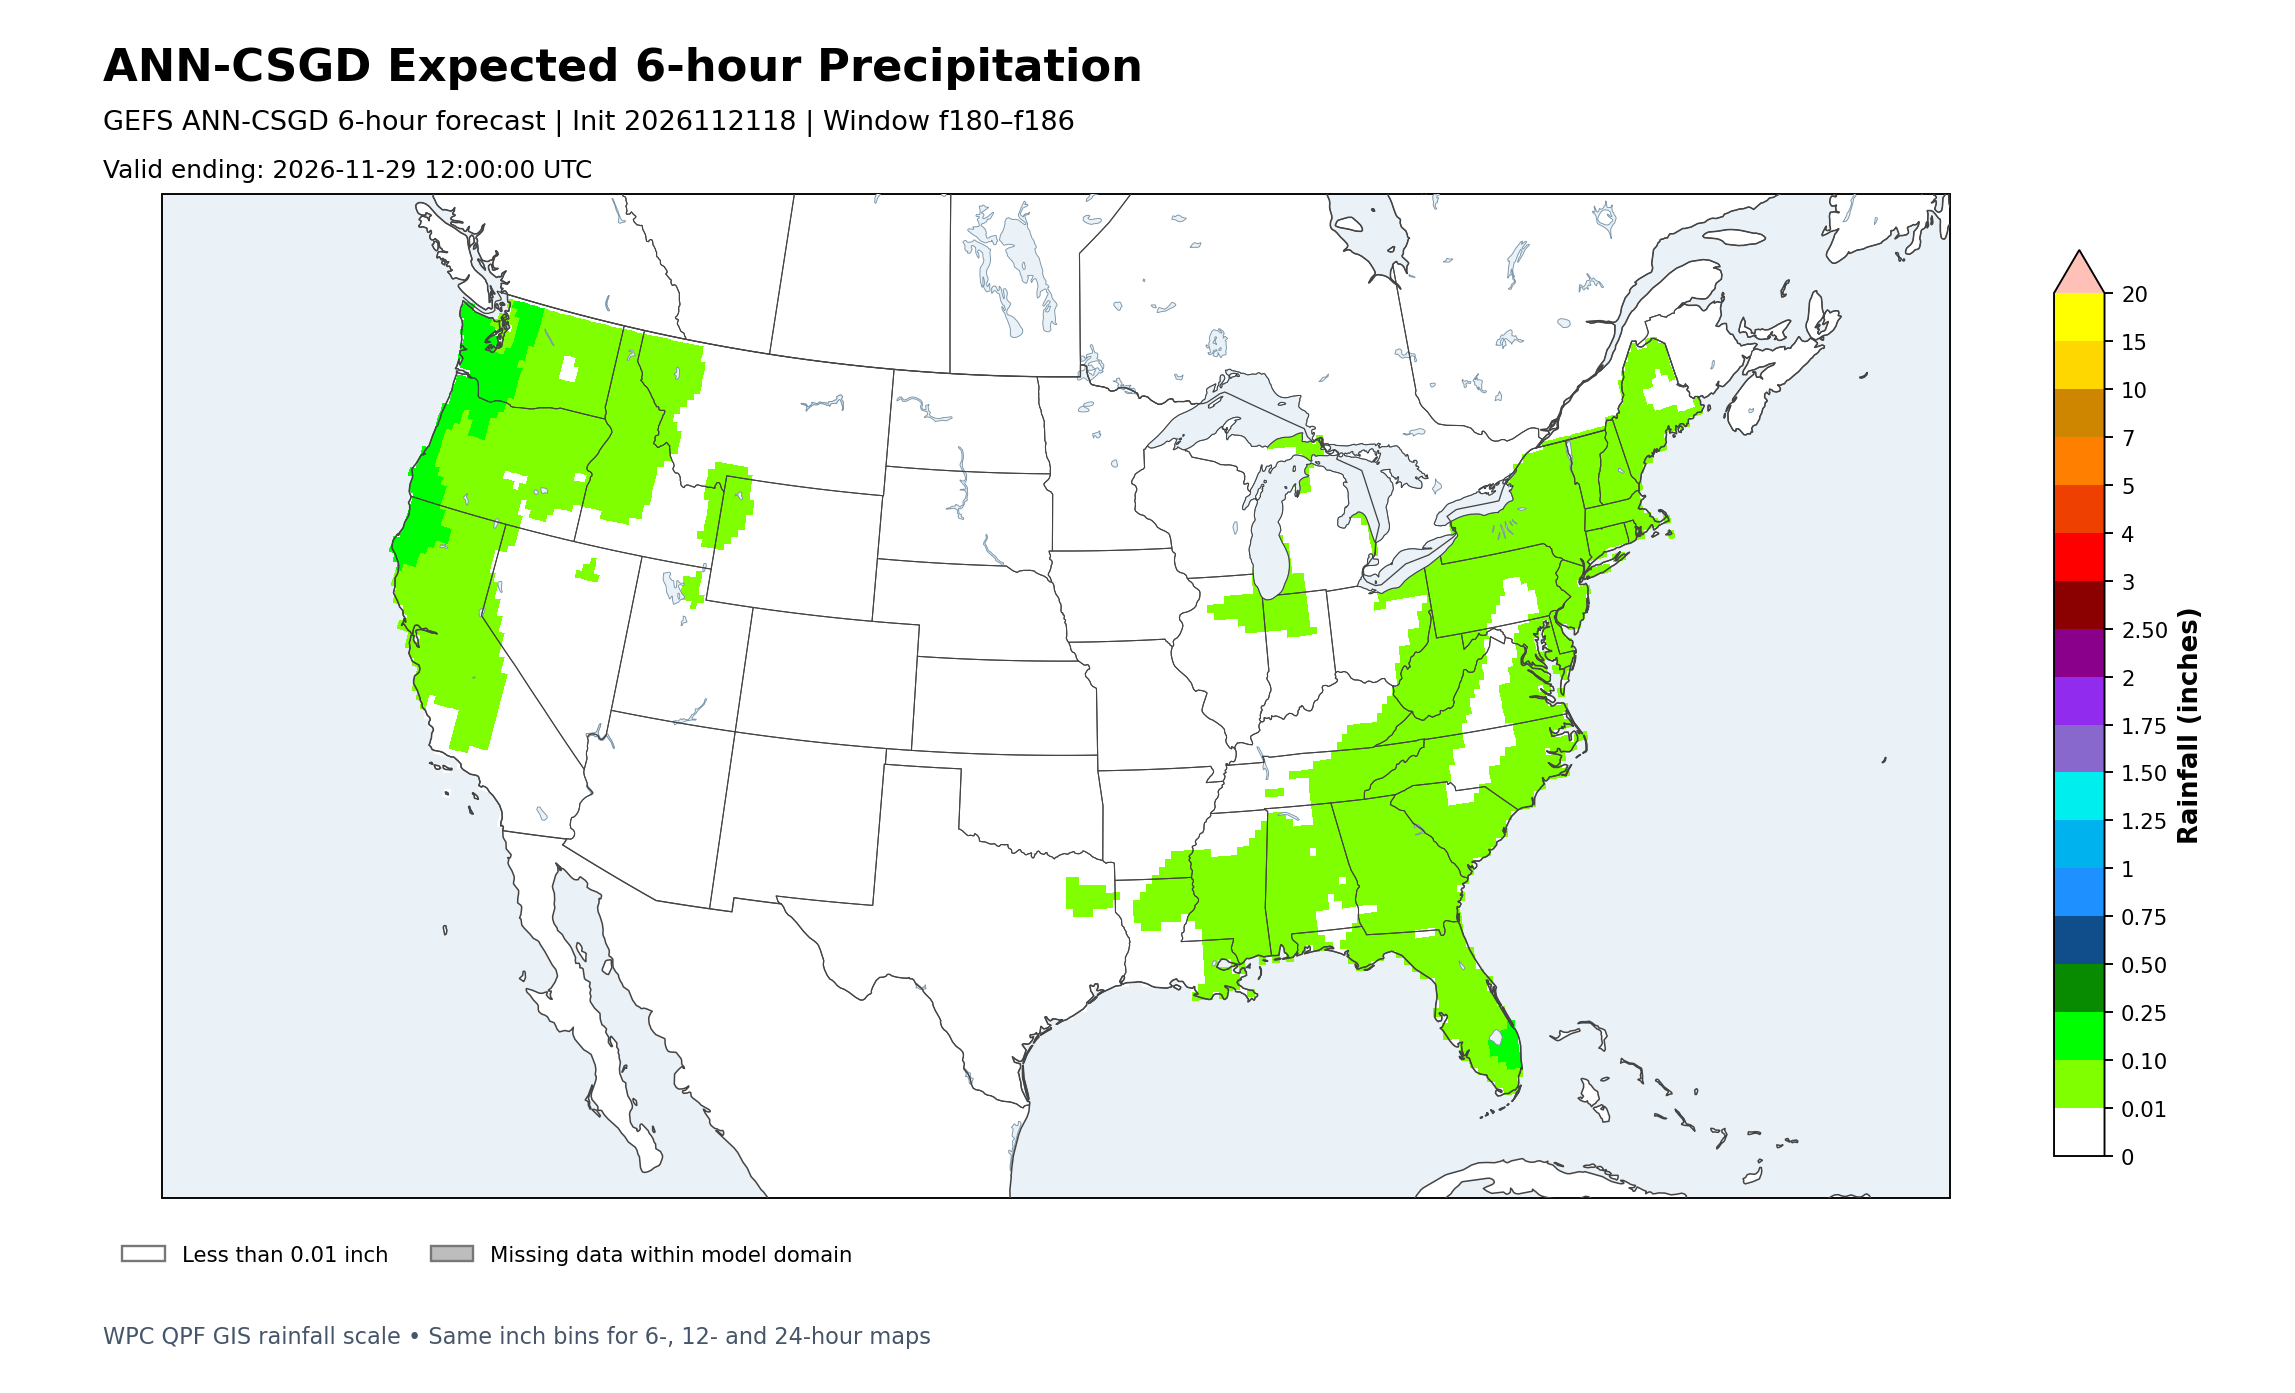 ANN-CSGD Expected 6-hour Precipitation
GEFS ANN-CSGD 6-hour forecast | Init 2026112118 | Window f180–f186
Valid ending: 2026-11-29 12:00:00 UTC
20
15
10
7
5
4
3
2.50
2
1.75
1.50
1.25
1
0.75
0.50
0.25
0.10
0.01
0
Rainfall (inches)
Less than 0.01 inch
Missing data within model domain
WPC QPF GIS rainfall scale • Same inch bins for 6-, 12- and 24-hour maps